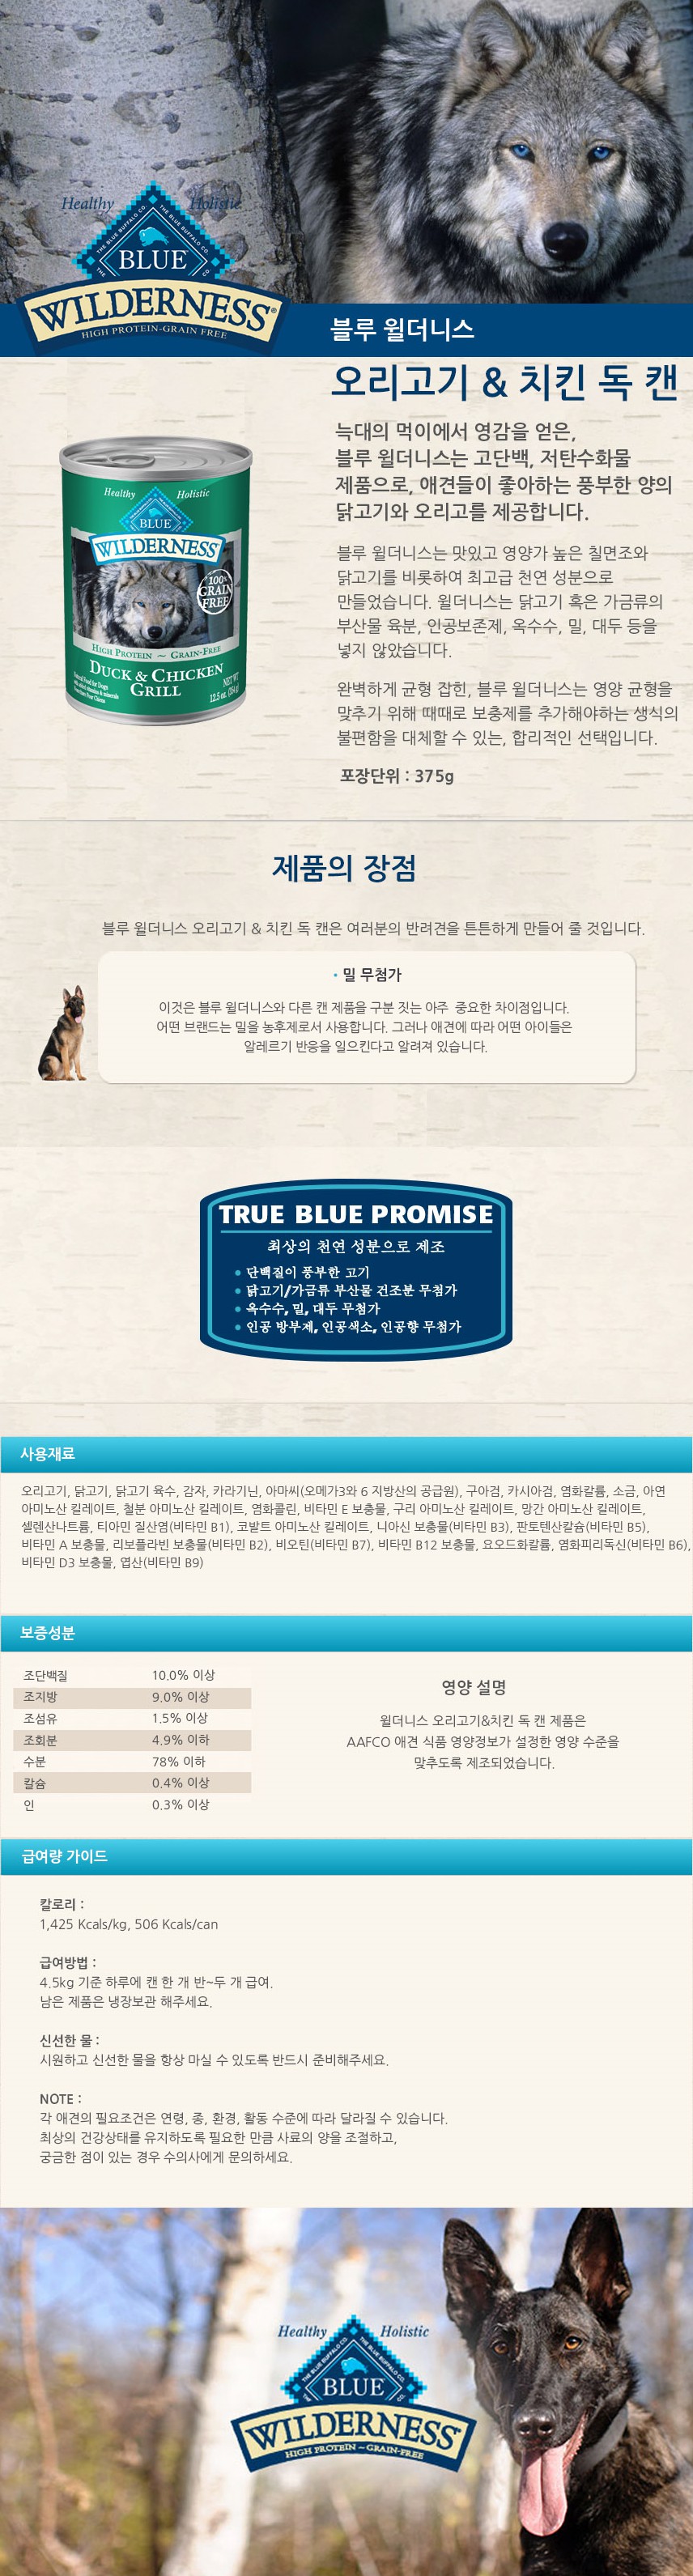 Healthy Holistic
THE BLUE BUFFALO CO. THE BLUE BUFFALO CO.
BLUE
WILDERNESS®
HIGH PROTEIN-GRAIN FREE
블루 윌더니스
오리고기 & 치킨 독 캔
늑대의 먹이에서 영감을 얻은,
블루 윌더니스는 고단백, 저탄수화물
제품으로, 애견들이 좋아하는 풍부한 양의
닭고기와 오리고를 제공합니다.
Healthy Holistic
BLUE
WILDERNESS
100%
GRAIN
FREE
HIGH PROTEIN ~ GRAIN-FREE
DUCK & CHICKEN
GRILL
Natural Food for Dogs
NET WT
12.5 oz.
블루 윌더니스는 맛있고 영양가 높은 칠면조와
닭고기를 비롯하여 최고급 천연 성분으로
만들었습니다. 윌더니스는 닭고기 혹은 가금류의
부산물 육분, 인공보존제, 옥수수, 밀, 대두 등을
넣지 않았습니다.
완벽하게 균형 잡힌, 블루 윌더니스는 영양 균형을
맞추기 위해 때때로 보충제를 추가해야하는 생식의
불편함을 대체할 수 있는, 합리적인 선택입니다.
포장단위 : 375g
제품의 장점
블루 윌더니스 오리고기 & 치킨 독 캔은 여러분의 반려견을 튼튼하게 만들어 줄 것입니다.
• 밀 무첨가
이것은 블루 윌더니스와 다른 캔 제품을 구분 짓는 아주 중요한 차이점입니다.
어떤 브랜드는 밀을 농후제로서 사용합니다. 그러나 애견에 따라 어떤 아이들은
알레르기 반응을 일으킨다고 알려져 있습니다.
TRUE BLUE PROMISE
최상의 천연 성분으로 제조
• 단백질이 풍부한 고기
• 닭고기/가금류 부산물 건조분 무첨가
• 옥수수, 밀, 대두 무첨가
• 인공 방부제, 인공색소, 인공향 무첨가
사용재료
오리고기, 닭고기, 닭고기 육수, 감자, 카라기닌, 아마씨(오메가3와 6 지방산의 공급원), 구아검, 카시아검, 염화칼륨, 소금, 아연
아미노산 킬레이트, 철분 아미노산 킬레이트, 염화콜린, 비타민 E 보충물, 구리 아미노산 킬레이트, 망간 아미노산 킬레이트,
셀렌산나트륨, 티아민 질산염(비타민 B1), 코발트 아미노산 킬레이트, 니아신 보충물(비타민 B3), 판토텐산칼슘(비타민 B5),
비타민 A 보충물, 리보플라빈 보충물(비타민 B2), 비오틴(비타민 B7), 비타민 B12 보충물, 요오드화칼륨, 염화피리독신(비타민 B6),
비타민 D3 보충물, 엽산(비타민 B9)
보증성분
조단백질 10.0% 이상
조지방 9.0% 이상
조섬유 1.5% 이상
조회분 4.9% 이하
수분 78% 이하
칼슘 0.4% 이상
인 0.3% 이상
영양 설명
윌더니스 오리고기&치킨 독 캔 제품은
AAFCO 애견 식품 영양정보가 설정한 영양 수준을
맞추도록 제조되었습니다.
급여량 가이드
칼로리 :
1,425 Kcals/kg, 506 Kcals/can
급여방법 :
4.5kg 기준 하루에 캔 한 개 반~두 개 급여.
남은 제품은 냉장보관 해주세요.
신선한 물 :
시원하고 신선한 물을 항상 마실 수 있도록 반드시 준비해주세요.
NOTE :
각 애견의 필요조건은 연령, 종, 환경, 활동 수준에 따라 달라질 수 있습니다.
최상의 건강상태를 유지하도록 필요한 만큼 사료의 양을 조절하고,
궁금한 점이 있는 경우 수의사에게 문의하세요.
Healthy Holistic
THE BLUE BUFFALO CO. THE BLUE BUFFALO CO.
BLUE
WILDERNESS
HIGH PROTEIN ~ GRAIN-FREE